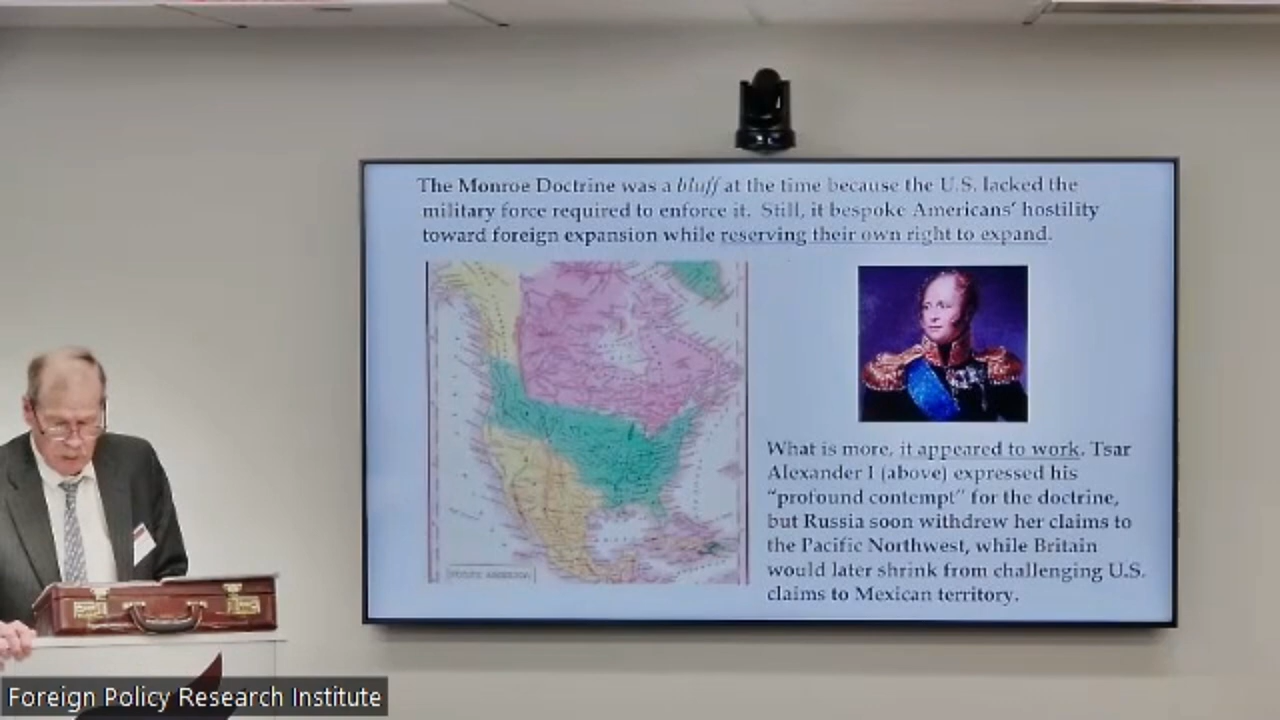 The Monroe Doctrine was a bluff at the time because the U.S. lacked the
military force required to enforce it. Still, it bespoke Americans' hostility
toward foreign expansion while reserving their own right to expand.
What is more, it appeared to work. Tsar
Alexander I (above) expressed his
"profound contempt" for the doctrine,
but Russia soon withdrew her claims to
the Pacific Northwest, while Britain
would later shrink from challenging U.S.
claims to Mexican territory.
NORTH AMERICA
Foreign Policy Research Institute